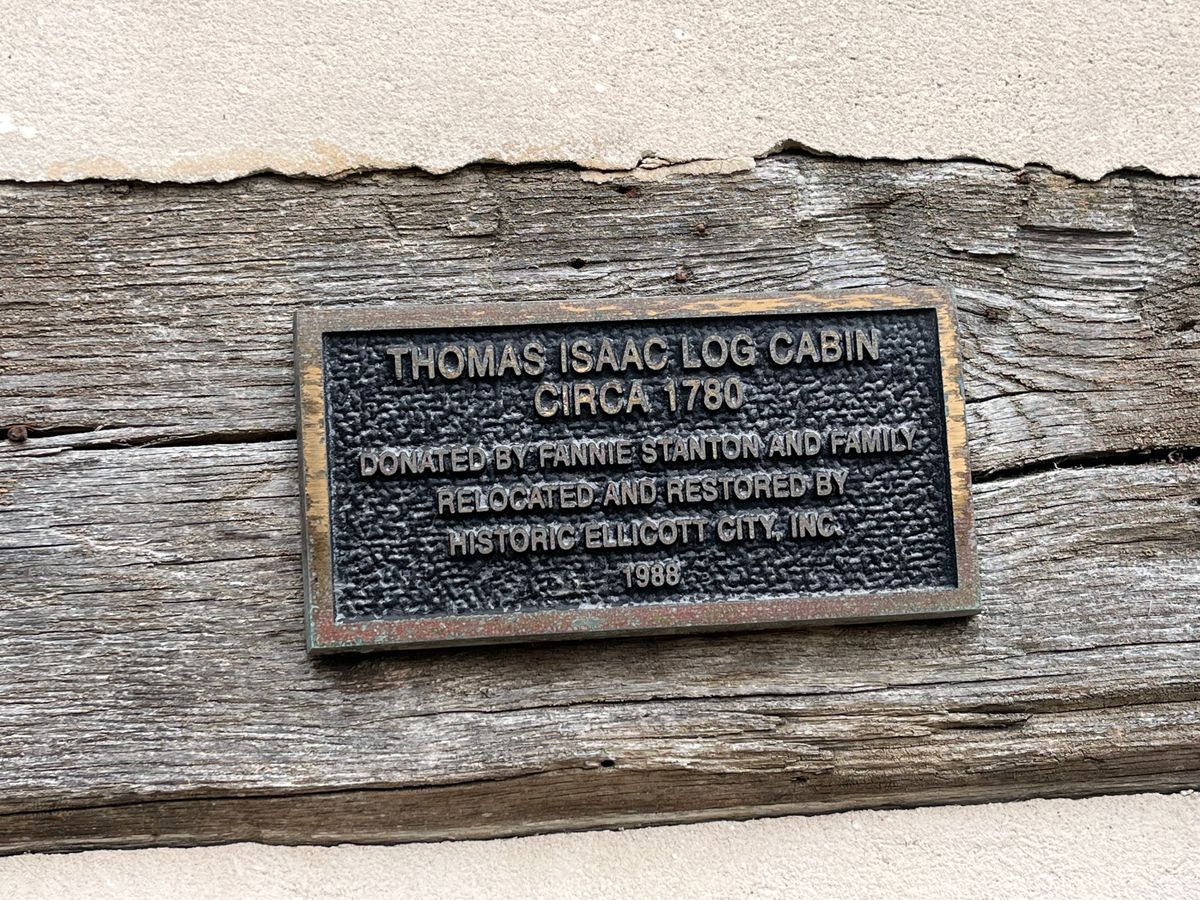 THOMAS ISAAC LOG CABIN
CIRCA 1780
DONATED BY FANNIE STANTON AND FAMILY
RELOCATED AND RESTORED BY
HISTORIC ELLICOTT CITY, INC.
1988